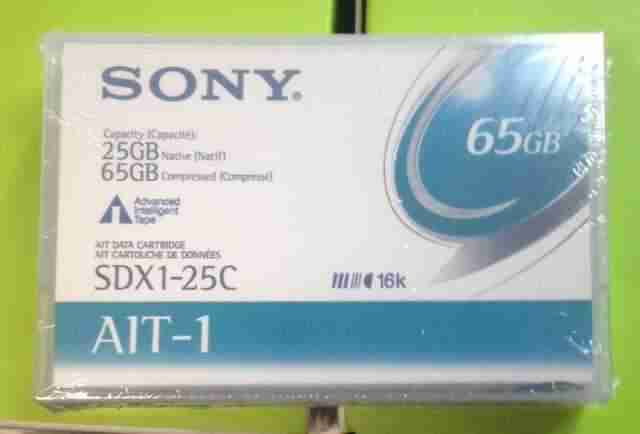 SONY.
Capacity (Capacité):
25GB Native (Natif)
65GB Compressed (Compressé)
65GB
Advanced
Intelligent
Tape
AIT DATA CARTRIDGE
AIT CARTOUCHE DE DONNÉES
SDX1-25C
16k
AIT-1